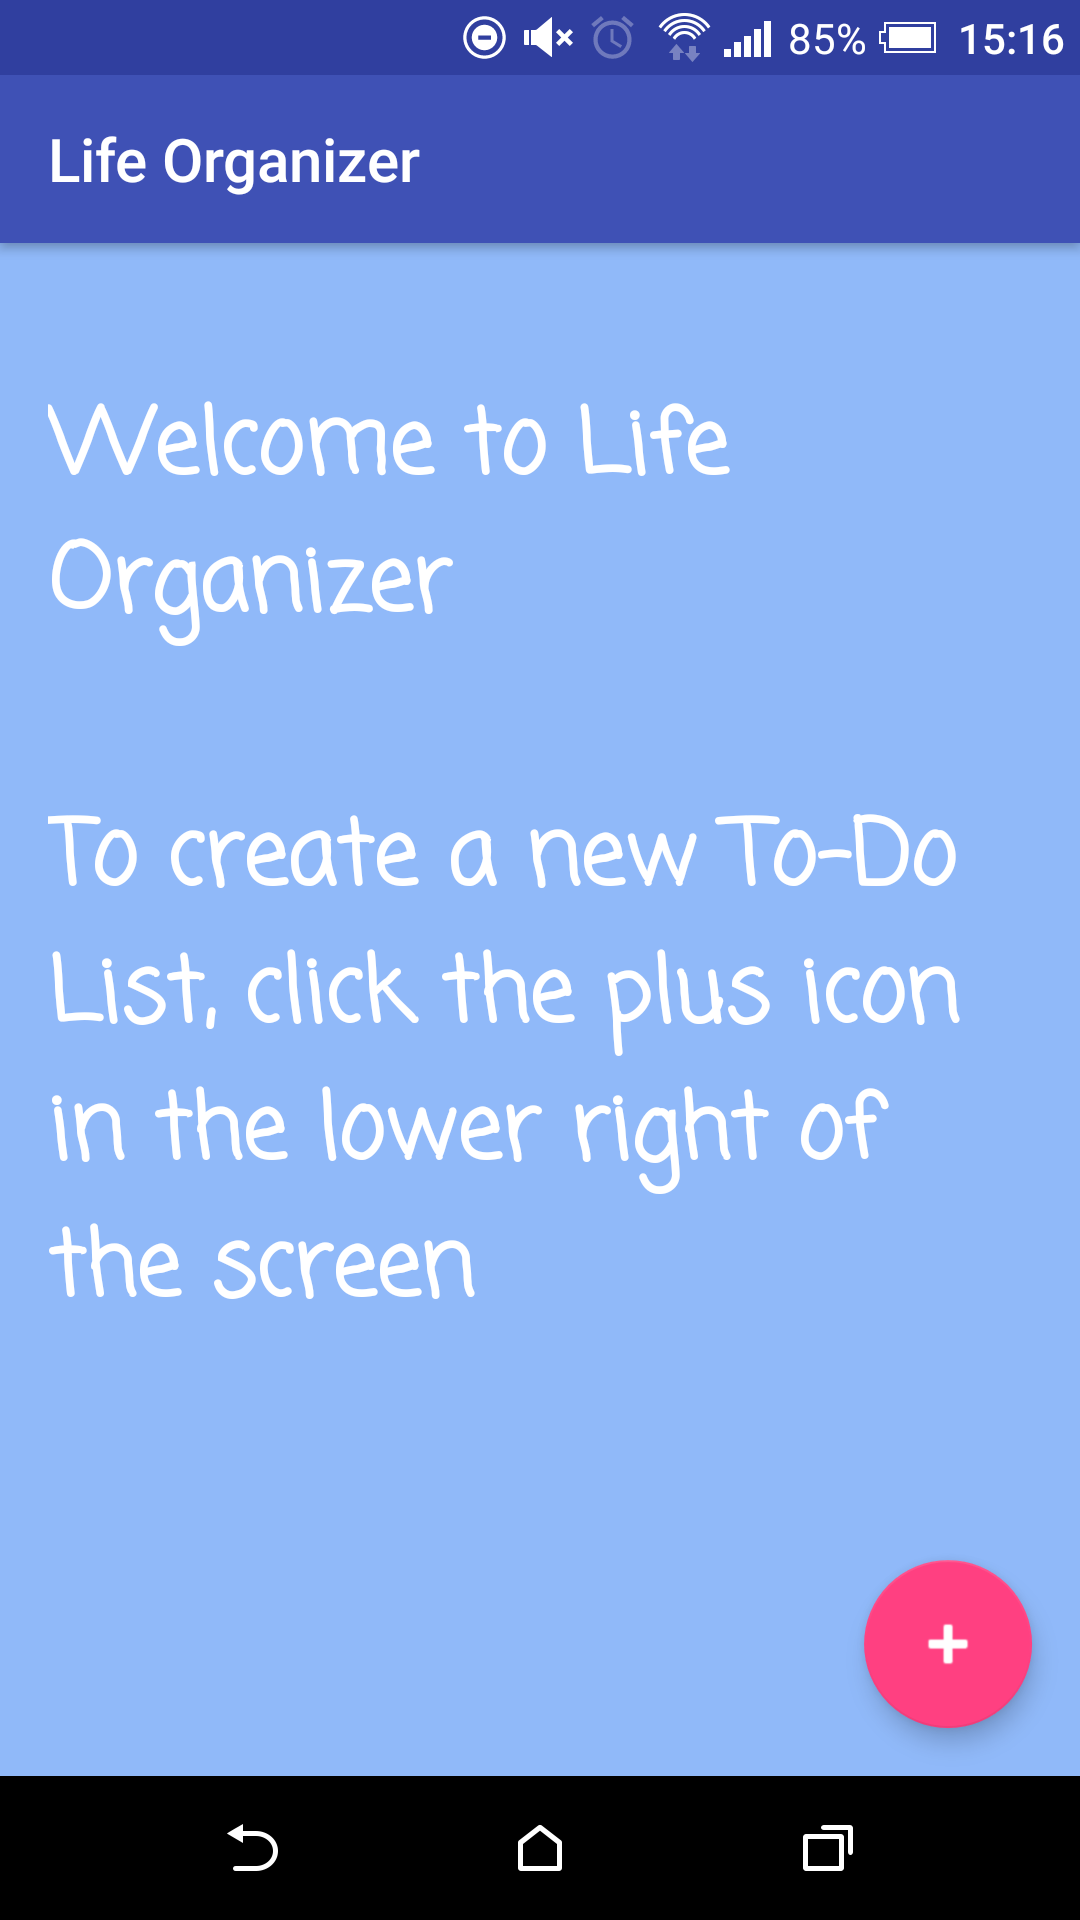 85% 15:16
Life Organizer
Welcome to Life
Organizer
To create a new To-Do
List, click the plus icon
in the lower right of
the screen